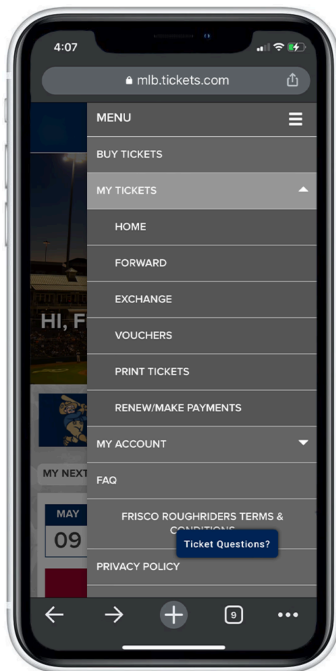 4:07
mlb.tickets.com
MENU
BUY TICKETS
MY TICKETS
HOME
FORWARD
EXCHANGE
HI, F
VOUCHERS
PRINT TICKETS
RENEW/MAKE PAYMENTS
MY ACCOUNT
MY NEXT
FAQ
MAY
09
FRISCO ROUGHRIDERS TERMS &
CONDITIONS
Ticket Questions?
PRIVACY POLICY
9